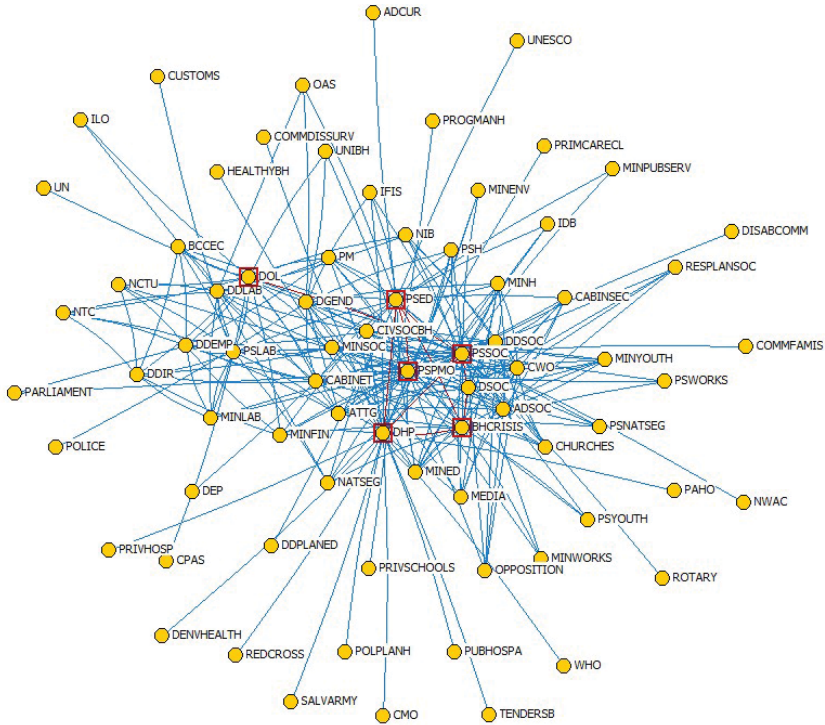 ADCUR
UNESCO
CUSTOMS
OAS
ILO
PROGMANH
COMMDISSURV
UNIBH
PRIMCARECL
HEALTHYBH
MINPUBSERV
UN
IFIS
MINENV
IDB
NIB
DISABCOMM
BCCEC
PSH
PM
RESPLANSOC
DOL
NCTU
DDLAB
MINH
DGEND
PSED
CABINSEC
NTC
CIVSOCBH
DDEMP
MINSOC
DDSOC
COMMFAMIS
PSLAB
PSSOC
MINYOUTH
CWO
DDIR
PSPMO
CABINET
PSWORKS
DSOC
PARLIAMENT
ADSOC
MINLAB
ATTG
PSNATSEG
MINFIN
DHP
BHCRISIS
POLICE
CHURCHES
MINED
NATSEG
DEP
PAHO
MEDIA
NWAC
PSYOUTH
DDPLANED
PRIVHOSP
CPAS
MINWORKS
PRIVSCHOOLS
OPPOSITION
ROTARY
DENVHEALTH
REDCROSS
POLPLANH
PUBHOSPA
WHO
SALVARMY
CMO
TENDERSB